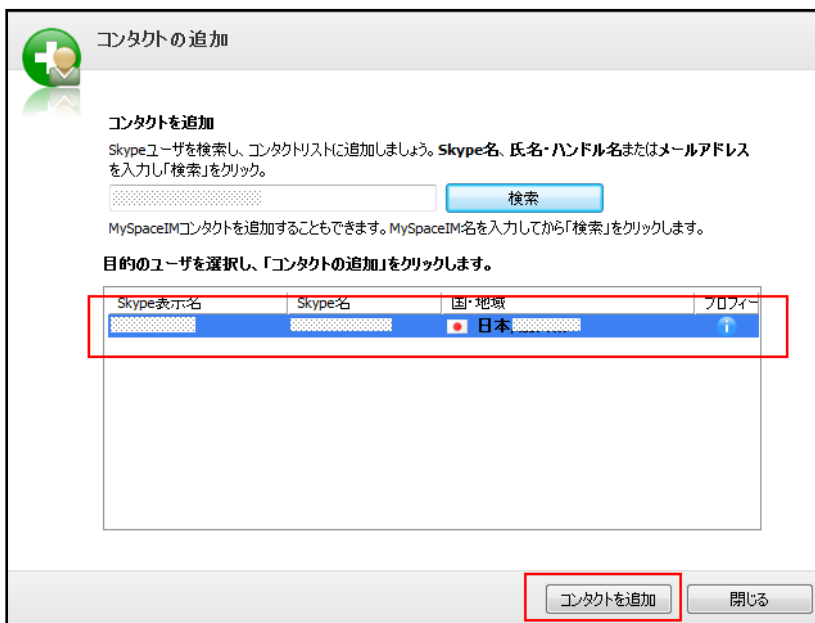 コンタクトの追加
コンタクトを追加
Skypeユーザを検索し、コンタクトリストに追加しましょう。Skype名、氏名・ハンドル名またはメールアドレス
を入力し「検索」をクリック。
検索
MySpaceIMコンタクトを追加することもできます。MySpaceIM名を入力してから「検索」をクリックします。
目的のユーザを選択し、「コンタクトの追加」をクリックします。
Skype表示名 Skype名 国・地域 プロフィー
日本
コンタクトを追加 閉じる